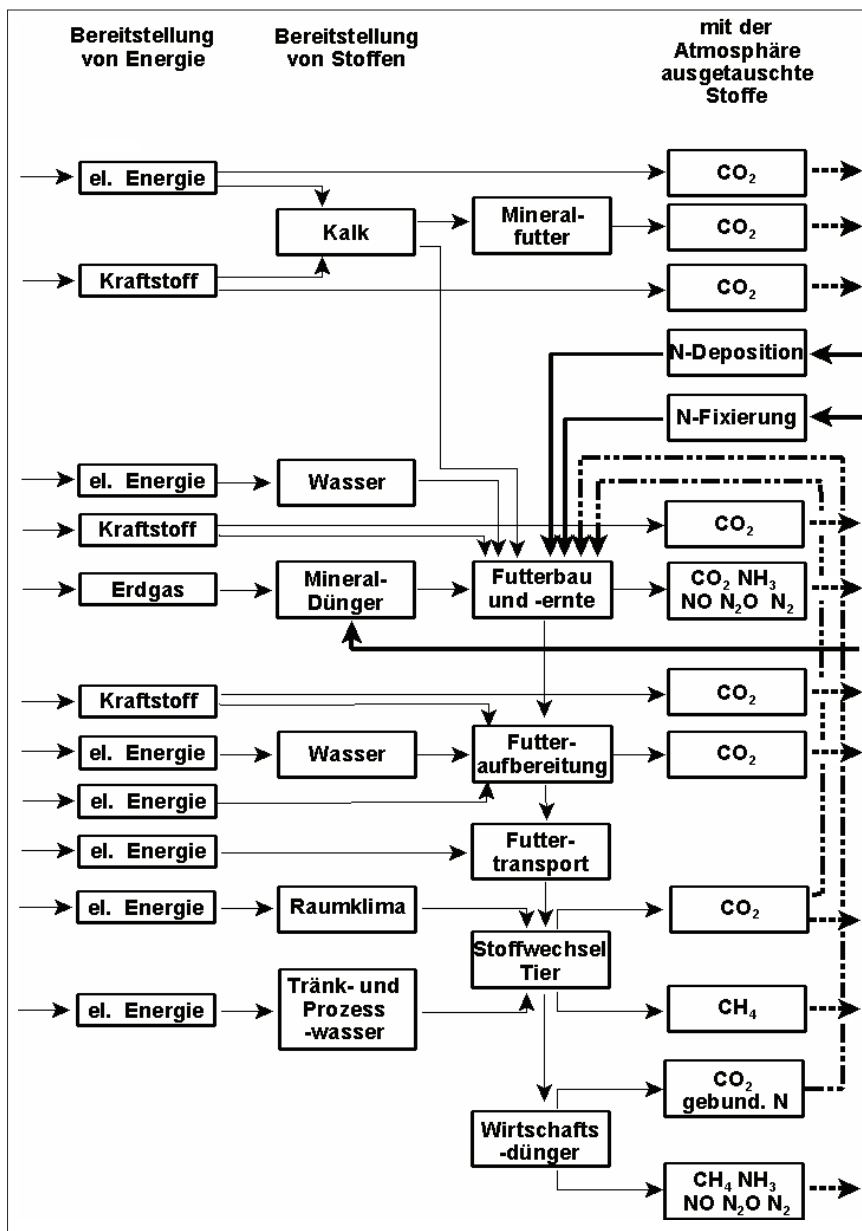 Bereitstellung
von Energie
Bereitstellung
von Stoffen
mit der
Atmosphäre
ausgetauschte
Stoffe
el. Energie
CO₂
Kalk
Mineral-
futter
CO₂
Kraftstoff
CO₂
N-Deposition
N-Fixierung
el. Energie
Wasser
Kraftstoff
CO₂
Erdgas
Mineral-
Dünger
Futterbau
und -ernte
CO₂ NH₃
NO N₂O N₂
Kraftstoff
CO₂
el. Energie
Wasser
Futter-
aufbereitung
CO₂
el. Energie
el. Energie
Futter-
transport
el. Energie
Raumklima
CO₂
Stoffwechsel
Tier
el. Energie
Tränk- und
Prozess
-wasser
CH₄
CO₂
gebund. N
Wirtschafts
-dünger
CH₄ NH₃
NO N₂O N₂